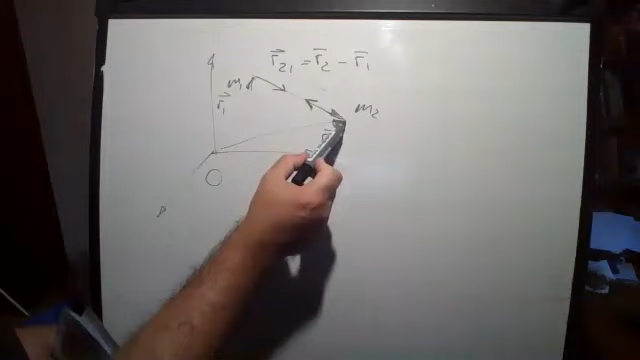 r⃗₂₁ = r⃗₂ - r⃗₁
m₁
r⃗₁
m₂
O